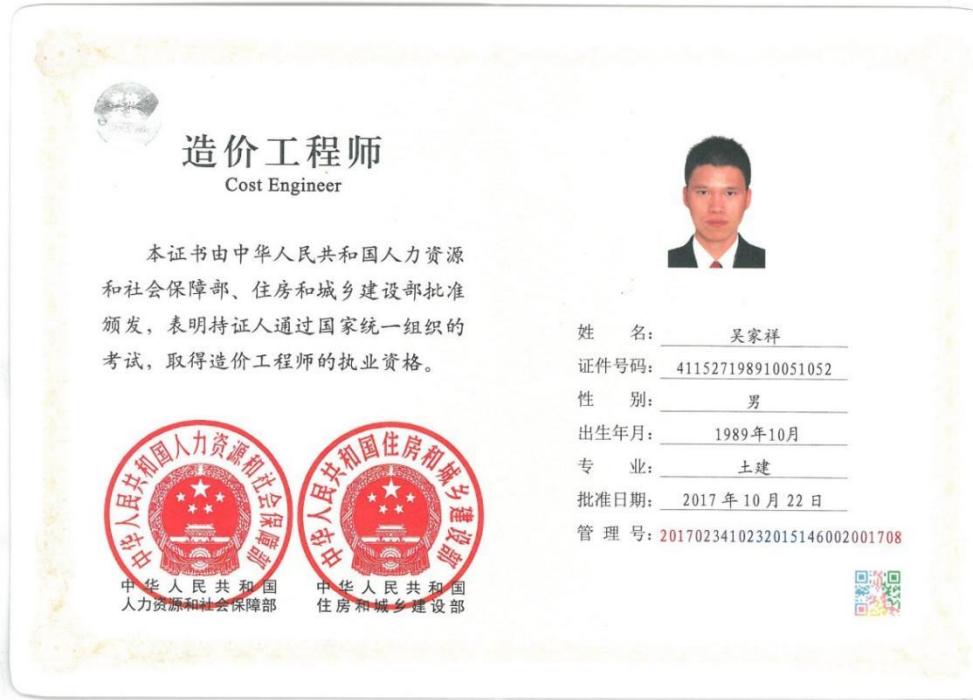 造价工程师
Cost Engineer
本证书由中华人民共和国人力资源
和社会保障部、住房和城乡建设部批准
颁发，表明持证人通过国家统一组织的
考试，取得造价工程师的执业资格。
中华人民共和国人力资源和社会保障部
中华人民共和国
人力资源和社会保障部
中华人民共和国住房和城乡建设部
中华人民共和国
住房和城乡建设部
姓 名：吴家祥
证件号码：411527198910051052
性 别：男
出生年月：1989年10月
专 业：土建
批准日期：2017年10月22日
管 理 号：2017023410232015146002001708